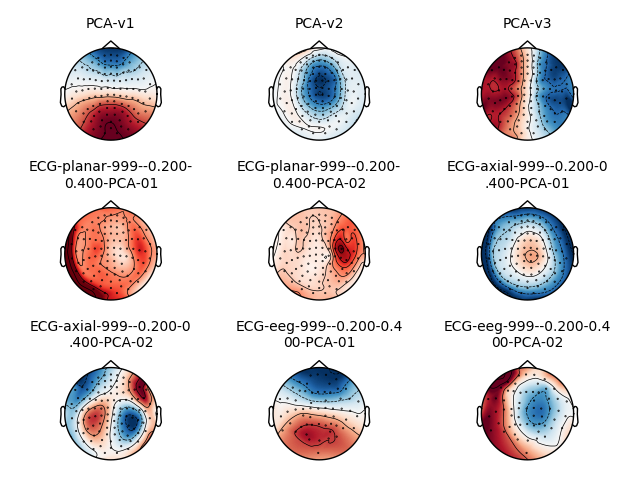 PCA-v1
PCA-v2
PCA-v3
ECG-planar-999--0.200-
0.400-PCA-01
ECG-planar-999--0.200-
0.400-PCA-02
ECG-axial-999--0.200-0
.400-PCA-01
ECG-axial-999--0.200-0
.400-PCA-02
ECG-eeg-999--0.200-0.4
00-PCA-01
ECG-eeg-999--0.200-0.4
00-PCA-02